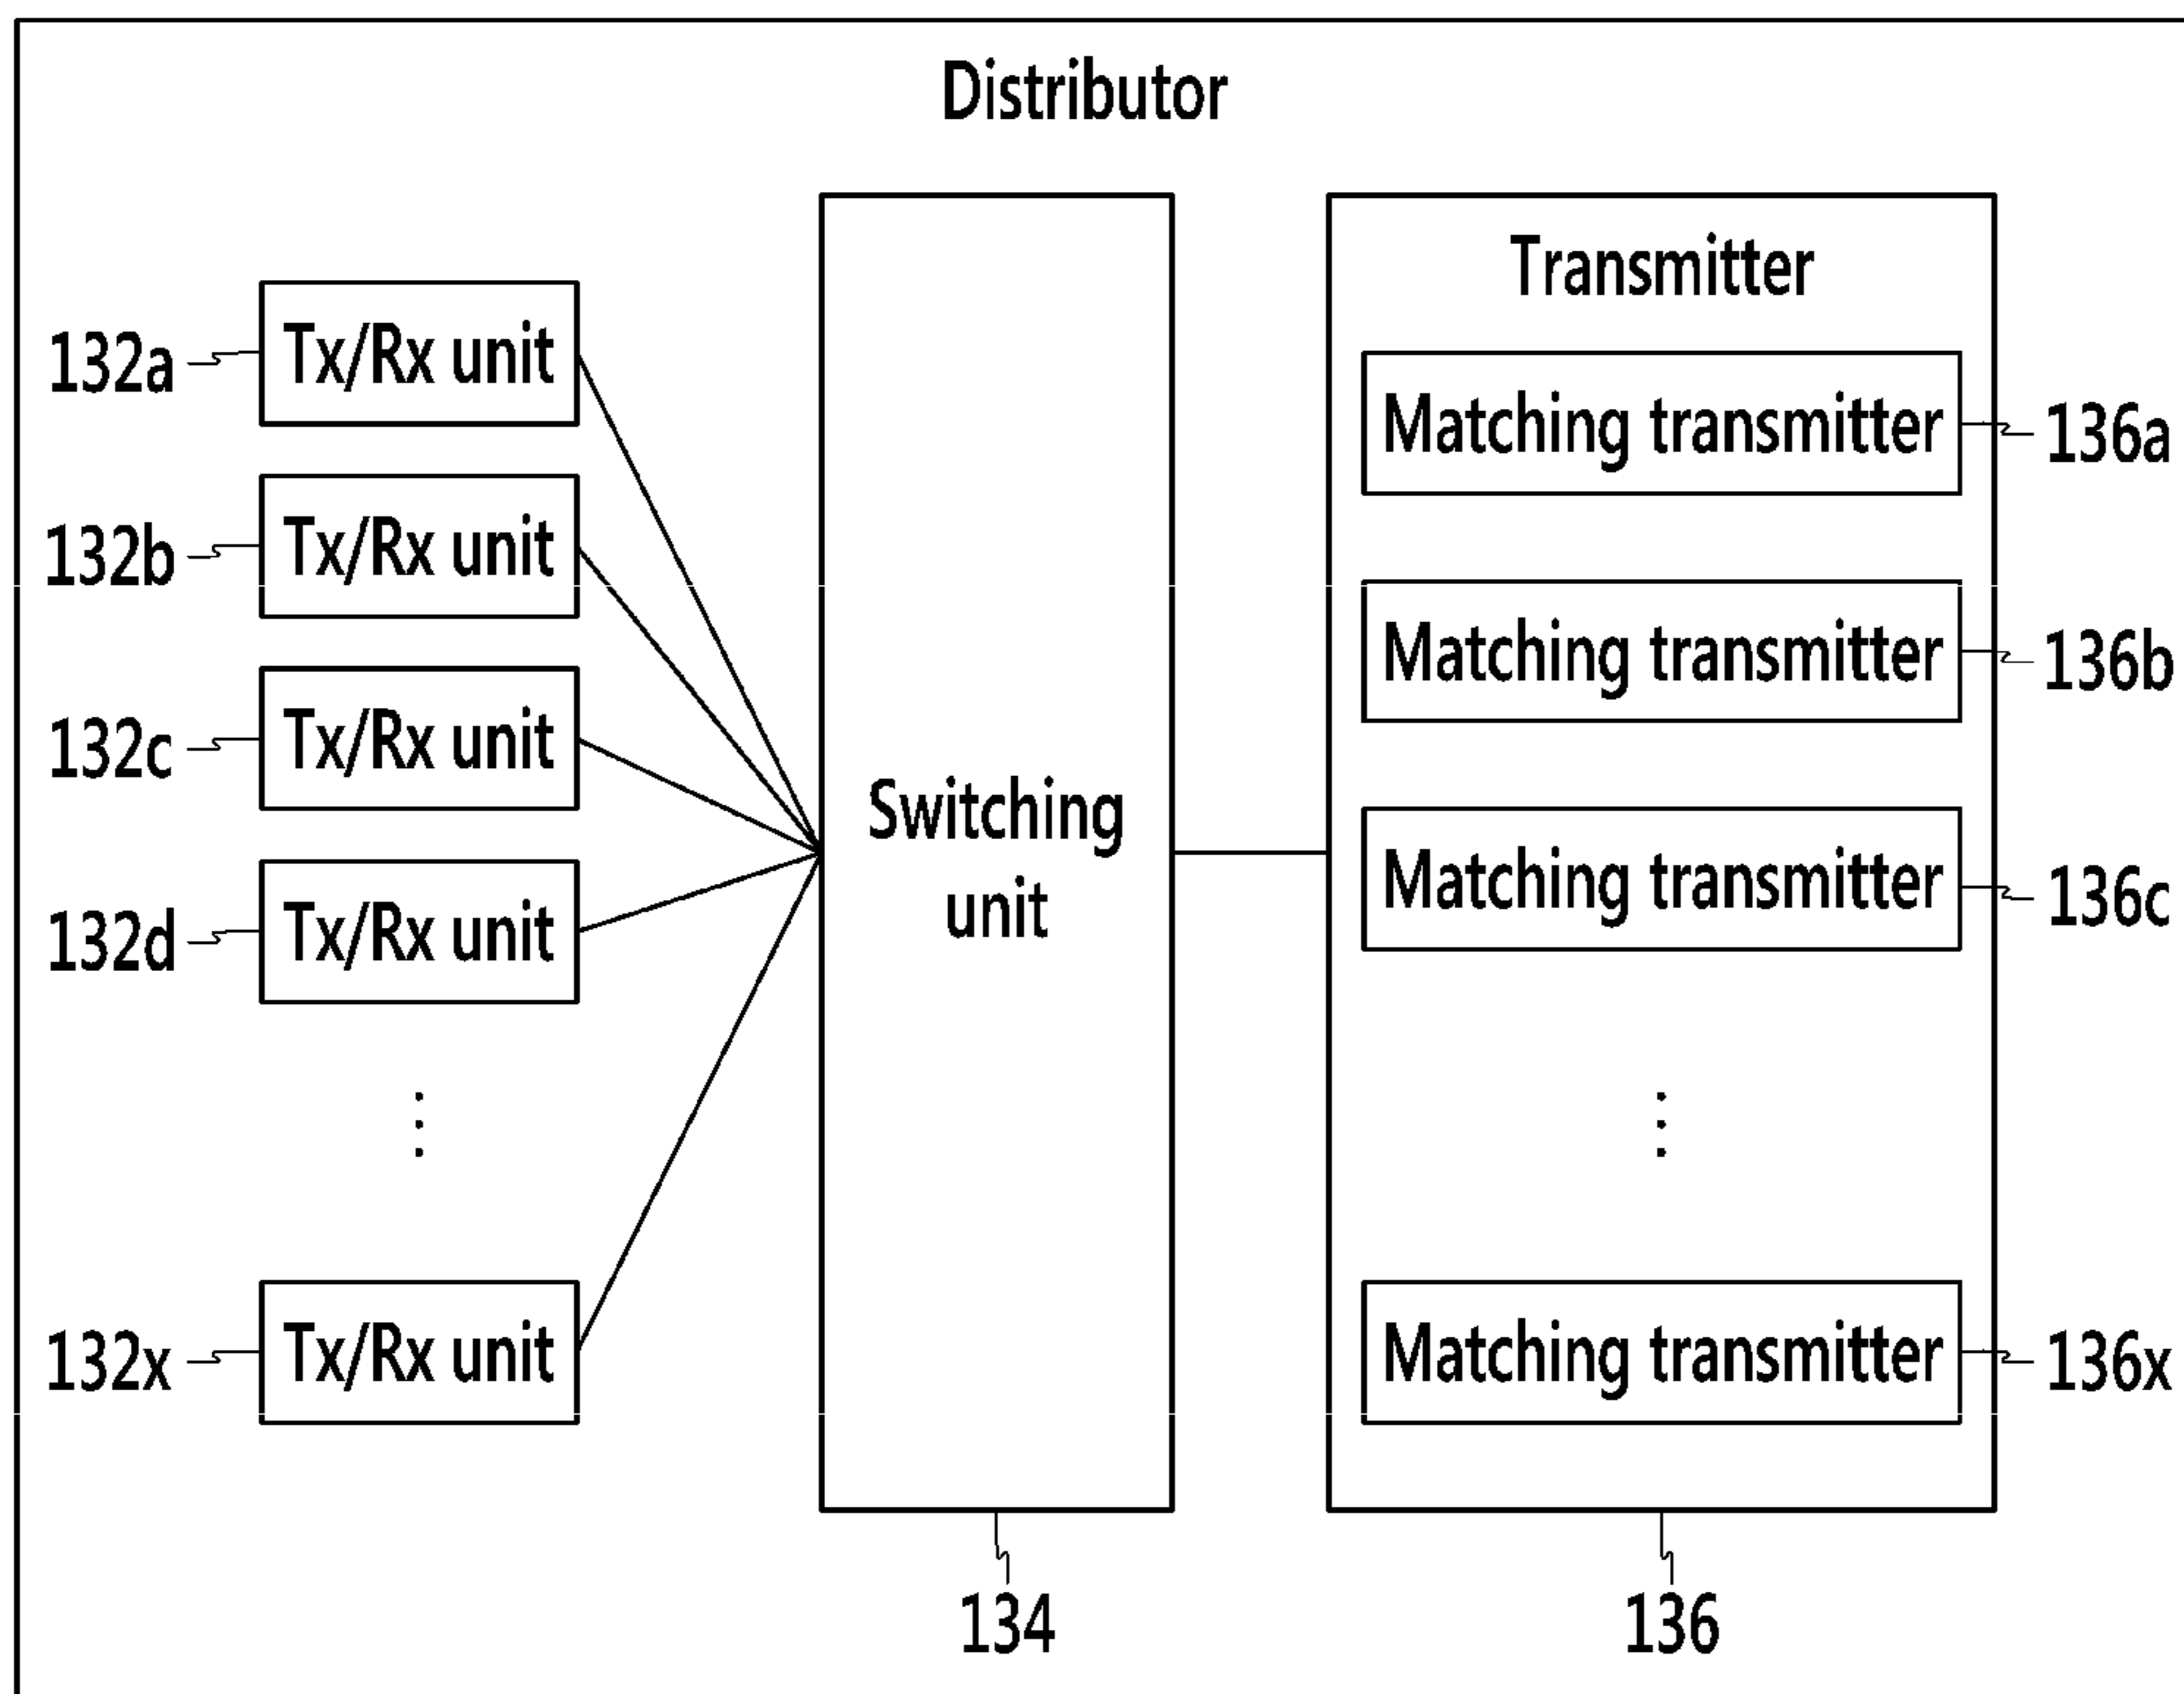 Distributor
Transmitter
132a
Tx/Rx unit
Matching transmitter
136a
132b
Tx/Rx unit
Matching transmitter
136b
132c
Tx/Rx unit
Switching
unit
Matching transmitter
136c
132d
Tx/Rx unit
132x
Tx/Rx unit
Matching transmitter
136x
134
136